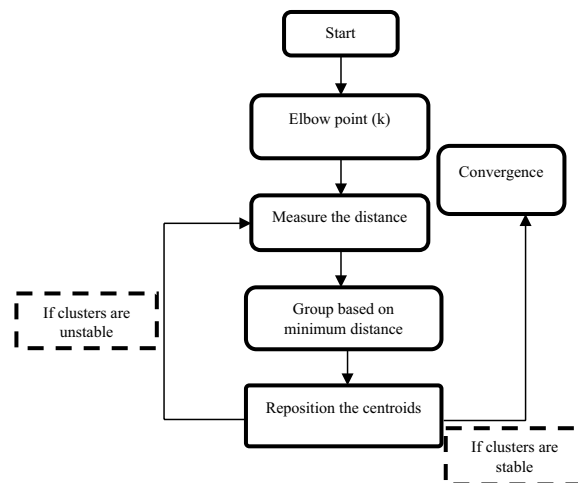 Start
Elbow point (k)
Convergence
Measure the distance
If clusters are
unstable
Group based on
minimum distance
Reposition the centroids
If clusters are
stable